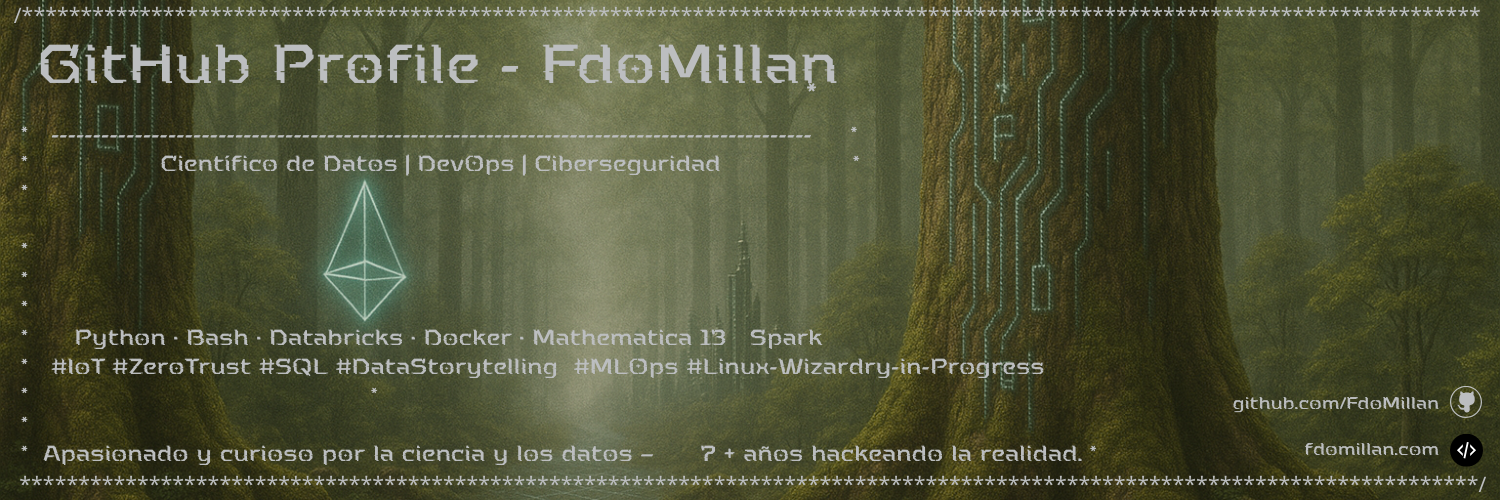 /****************************************************************************************************************************************
GitHub Profile - FdoMillan
*
* -------------------------------------------------------------------------------------------- *
* Científico de Datos | DevOps | Ciberseguridad *
*
*
*
*
* Python · Bash · Databricks · Docker · Mathematica 13 Spark
* #IoT #ZeroTrust #SQL #DataStorytelling #MLOps #Linux-Wizardry-in-Progress
* *
github.com/FdoMillan
*
* Apasionado y curioso por la ciencia y los datos – 7 + años hackeando la realidad. *
fdomillan.com </>
****************************************************************************************************************************************/